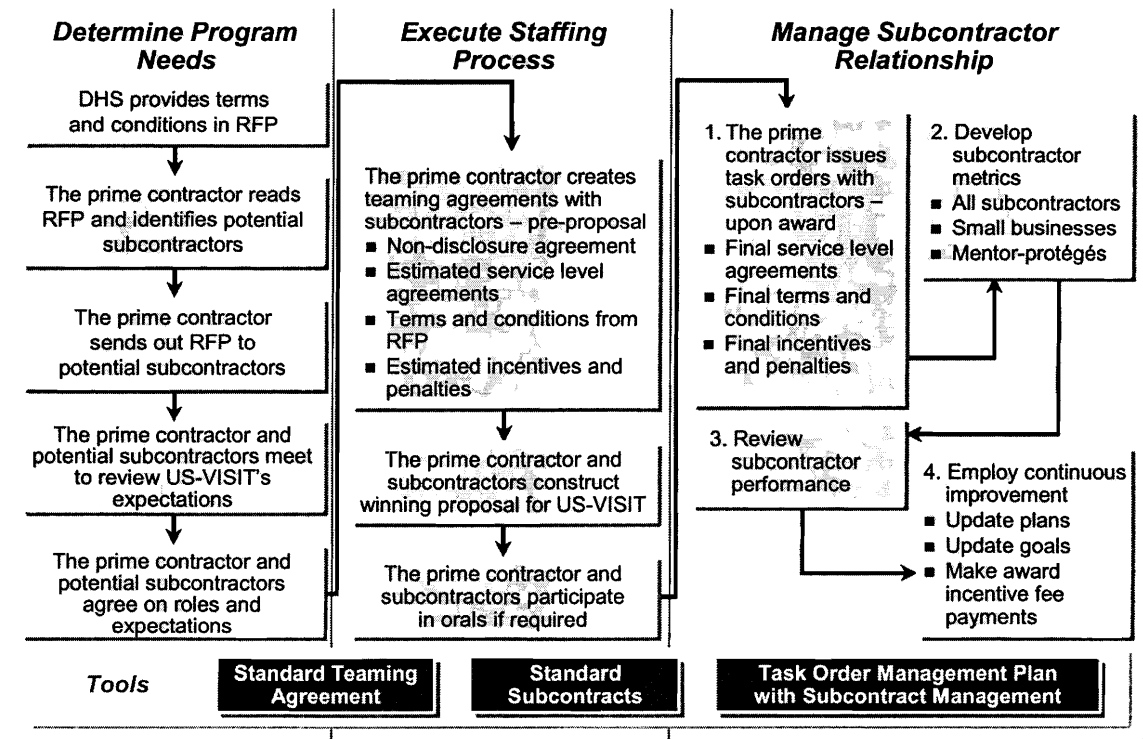 Determine Program
Needs
DHS provides terms
and conditions in RFP
The prime contractor reads
RFP and identifies potential
subcontractors
The prime contractor
sends out RFP to
potential subcontractors
The prime contractor and
potential subcontractors meet
to review US-VISIT's
expectations
The prime contractor and
potential subcontractors
agree on roles and
expectations
Execute Staffing
Process
The prime contractor creates
teaming agreements with
subcontractors – pre-proposal
■ Non-disclosure agreement
■ Estimated service level
agreements
■ Terms and conditions from
RFP
■ Estimated incentives and
penalties
The prime contractor and
subcontractors construct
winning proposal for US-VISIT
The prime contractor and
subcontractors participate
in orals if required
Manage Subcontractor
Relationship
1. The prime
contractor issues
task orders with
subcontractors –
upon award
■ Final service level
agreements
■ Final terms and
conditions
■ Final incentives
and penalties
2. Develop
subcontractor
metrics
■ All subcontractors
■ Small businesses
■ Mentor-protégés
3. Review
subcontractor
performance
4. Employ continuous
improvement
■ Update plans
■ Update goals
■ Make award
incentive fee
payments
Tools
Standard Teaming
Agreement
Standard
Subcontracts
Task Order Management Plan
with Subcontract Management